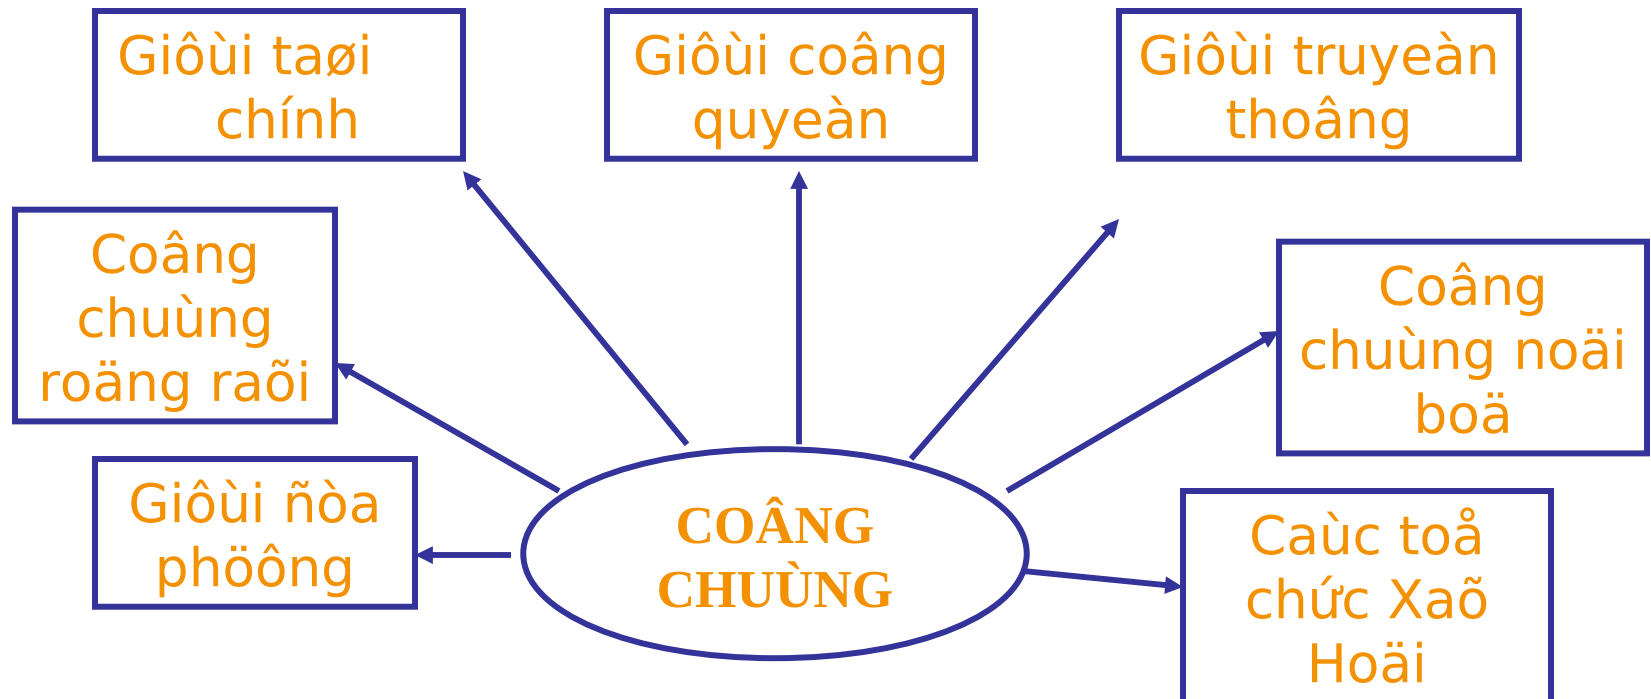 Giôùi taøi
chính
Giôùi coâng
quyeàn
Giôùi truyeàn
thoâng
Coâng
chuùng
roäng raõi
Coâng
chuùng noäi
boä
Giôùi ñòa
phöông
COÂNG
CHUÙNG
Caùc toå
chức Xaõ
Hoäi